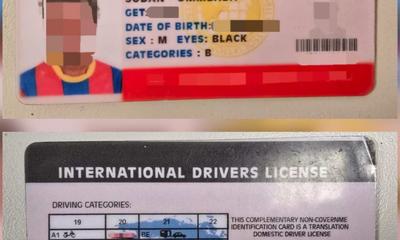 GET:
DATE OF BIRTH:
SEX : M EYES: BLACK
CATEGORIES : B
INTERNATIONAL DRIVERS LICENSE
DRIVING CATEGORIES:
19 20 21 22
THIS COMPLEMENTARY NON-GOVERNME
IDENTIFICATION CARD IS A TRANSLATION
DOMESTIC DRIVER LICENSE
A1 BE